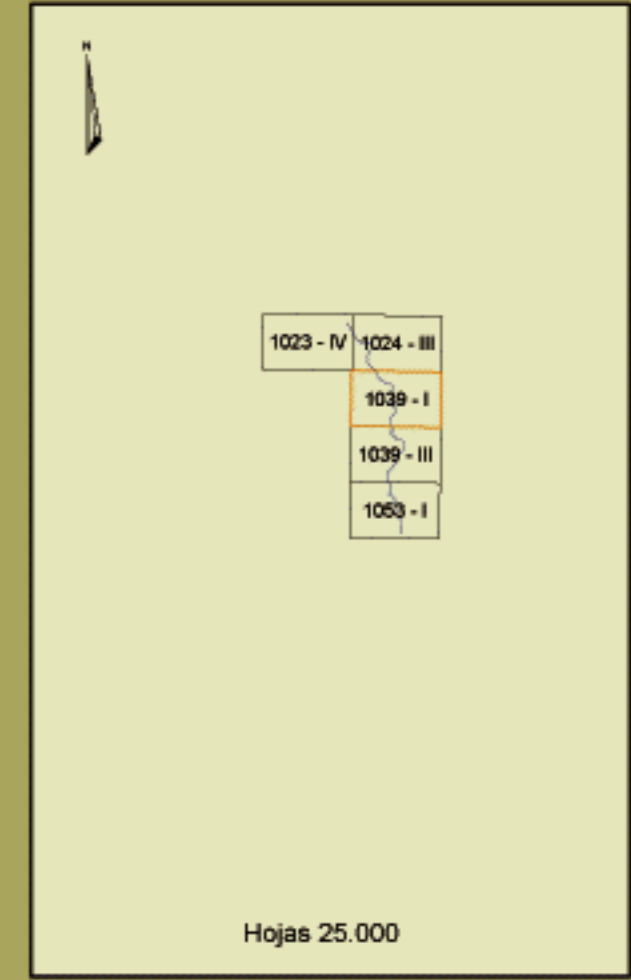 N
1023 - IV 1024 - III
1039 - I
1039 - III
1053 - I
Hojas 25.000